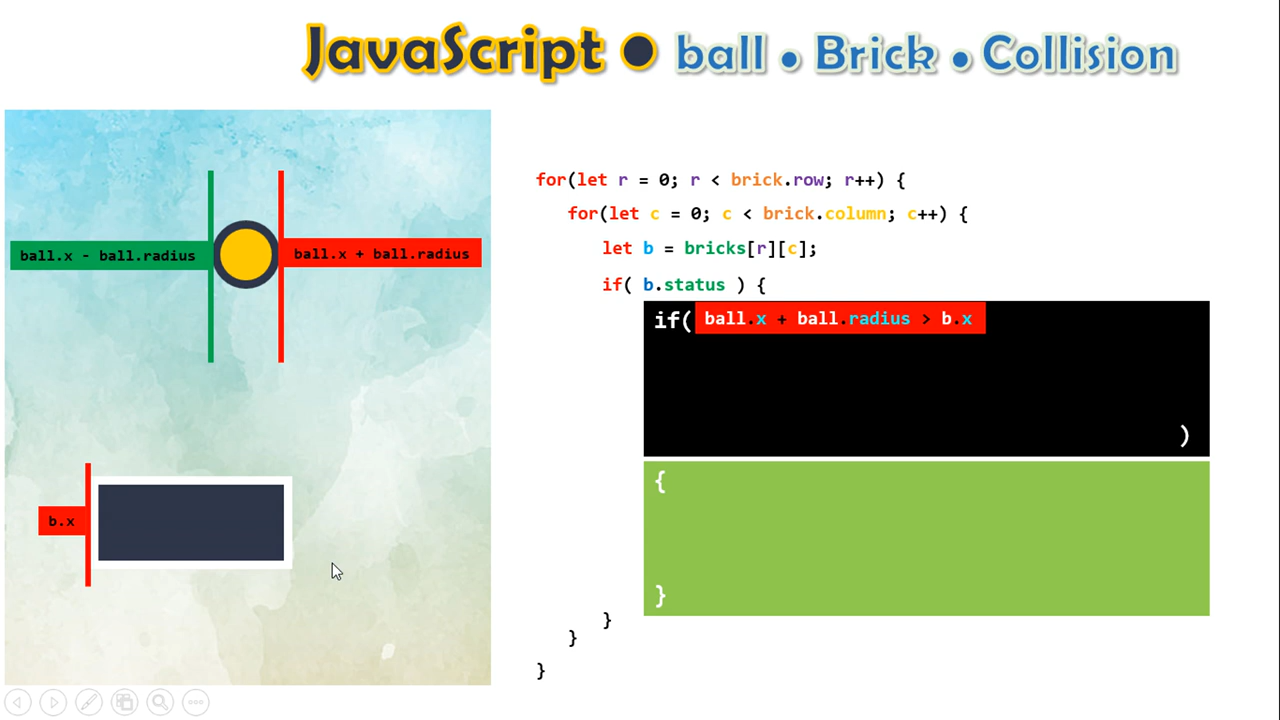 JavaScript ● ball ● Brick ● Collision
ball.x - ball.radius
ball.x + ball.radius
b.x
for(let r = 0; r < brick.row; r++) {
for(let c = 0; c < brick.column; c++) {
let b = bricks[r][c];
if( b.status ) {
if( ball.x + ball.radius > b.x
)
{
}
}
}
}